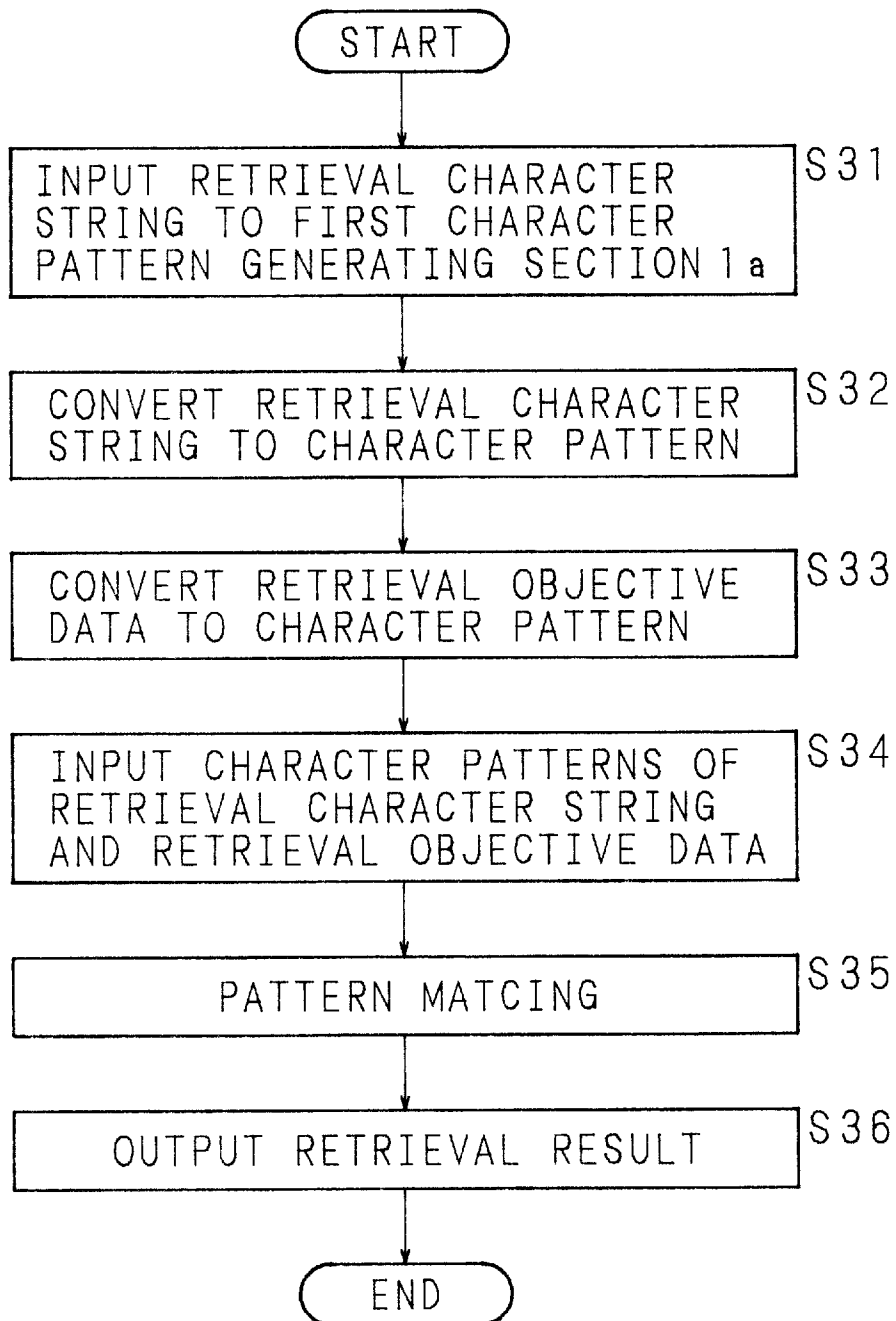 START
S31
INPUT RETRIEVAL CHARACTER
STRING TO FIRST CHARACTER
PATTERN GENERATING SECTION 1a
S32
CONVERT RETRIEVAL CHARACTER
STRING TO CHARACTER PATTERN
S33
CONVERT RETRIEVAL OBJECTIVE
DATA TO CHARACTER PATTERN
S34
INPUT CHARACTER PATTERNS OF
RETRIEVAL CHARACTER STRING
AND RETRIEVAL OBJECTIVE DATA
S35
PATTERN MATCING
S36
OUTPUT RETRIEVAL RESULT
END